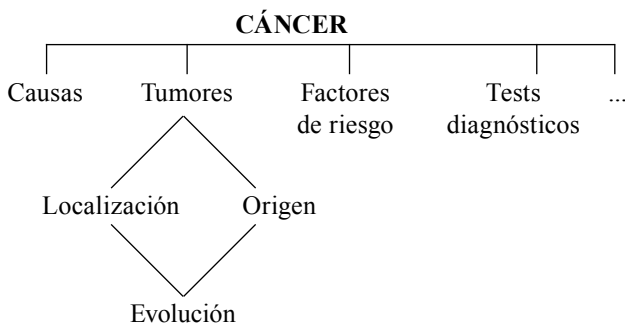 CÁNCER
Causas Tumores Factores de riesgo Tests diagnósticos ...
Localización Origen
Evolución